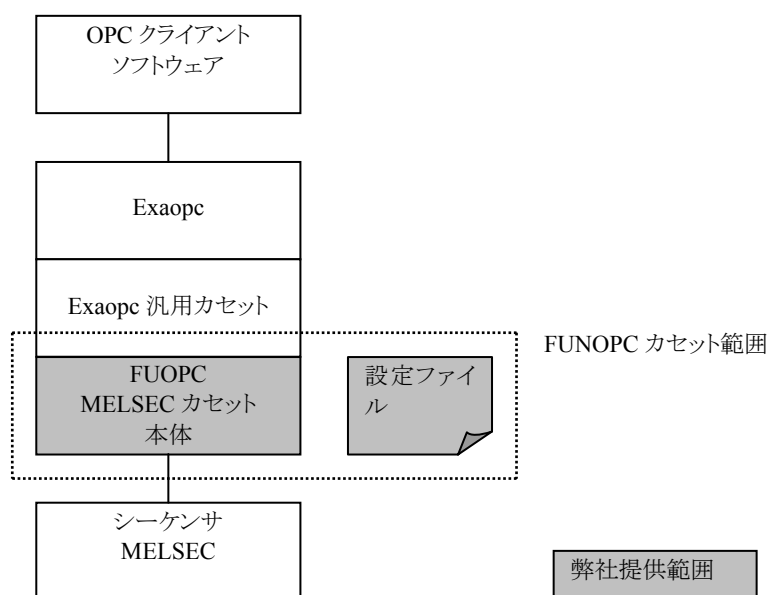 OPC クライアント
ソフトウェア
Exaopc
Exaopc 汎用カセット
FUNOPC カセット範囲
FUOPC
MELSEC カセット
本体
設定ファイ
ル
シーケンサ
MELSEC
弊社提供範囲